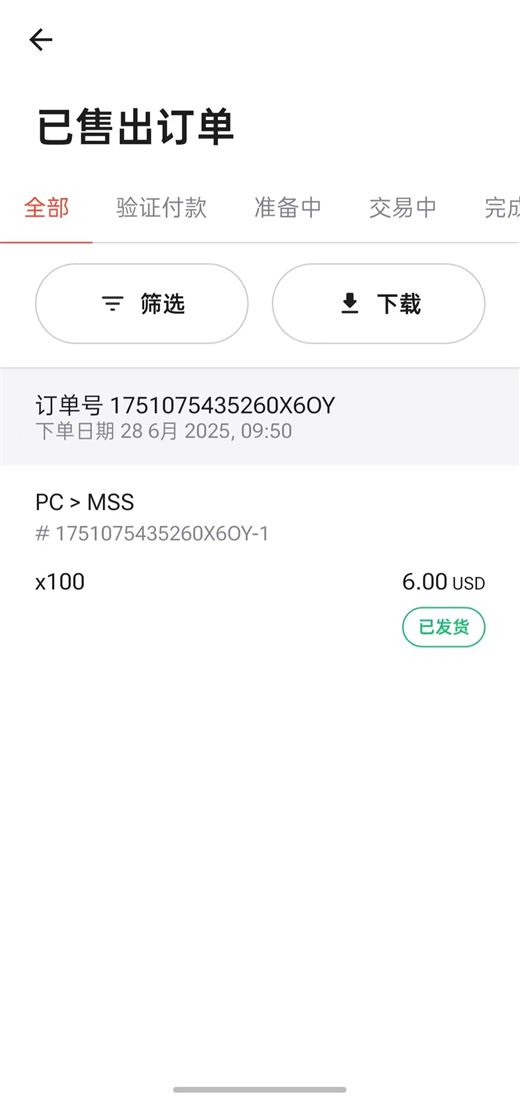 已售出订单
全部 验证付款 准备中 交易中 完成
筛选 下载
订单号 1751075435260X6OY
下单日期 28 6月 2025, 09:50
PC > MSS
# 1751075435260X6OY-1
x100 6.00 USD
已发货